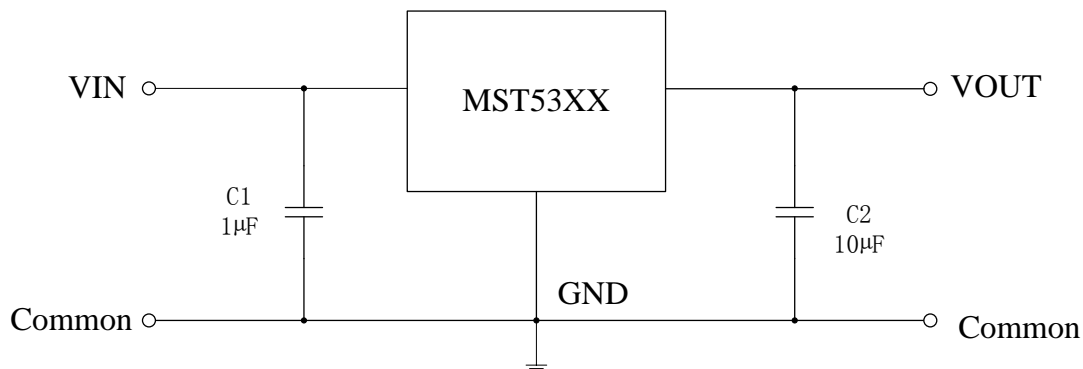 VIN
MST53XX
VOUT
C1
1μF
C2
10μF
GND
Common
Common